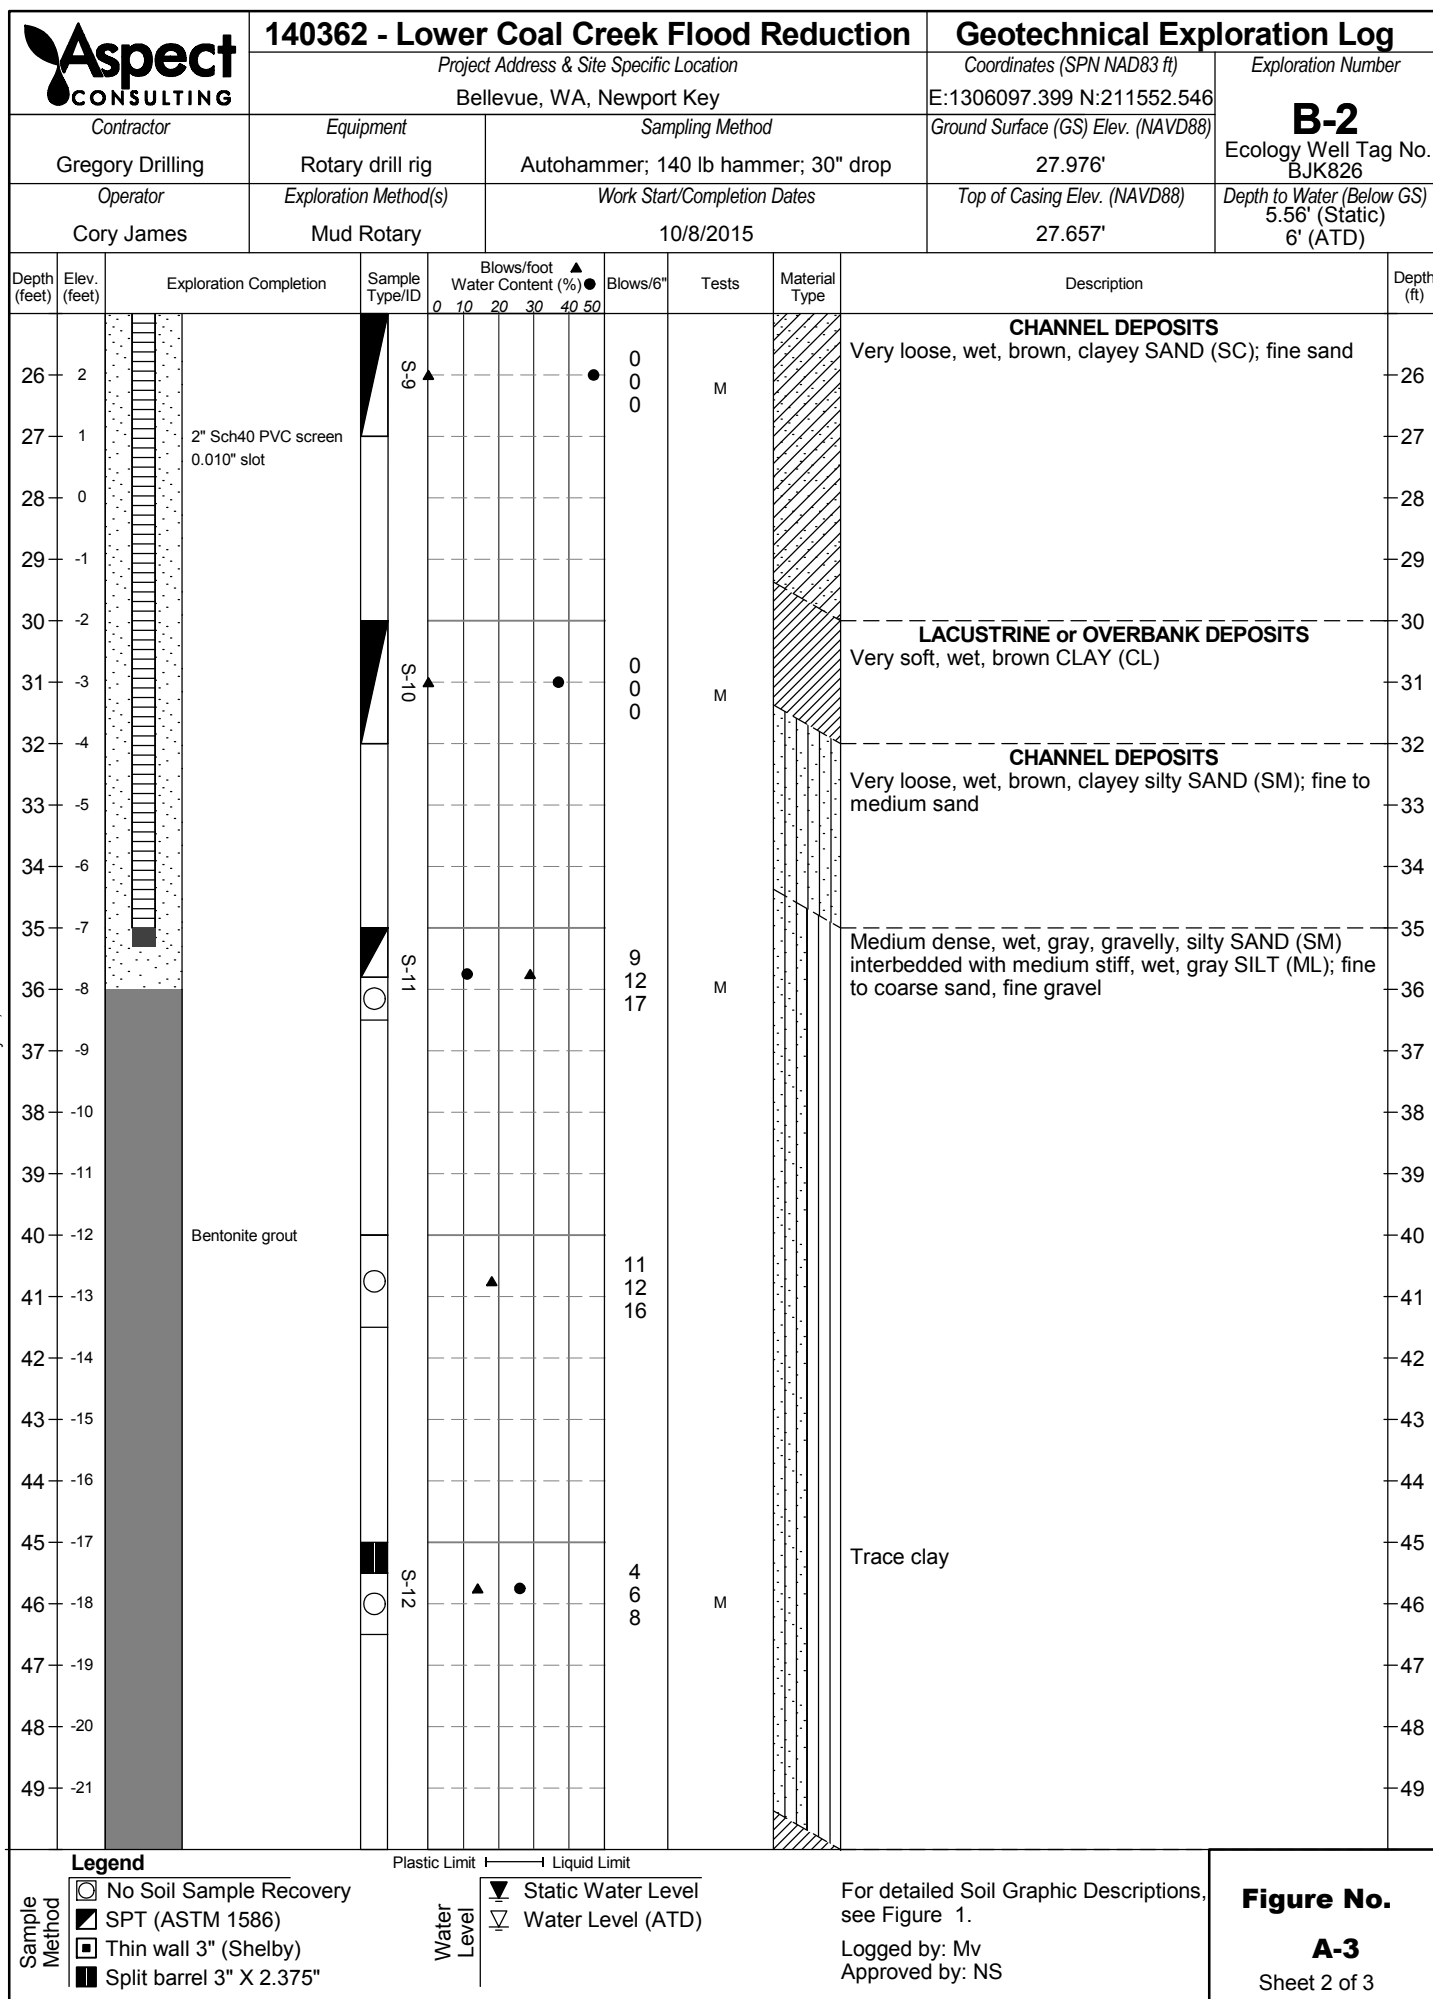 Aspect
CONSULTING
140362 - Lower Coal Creek Flood Reduction
Geotechnical Exploration Log
Project Address & Site Specific Location
Coordinates (SPN NAD83 ft)
Exploration Number
Bellevue, WA, Newport Key
E:1306097.399 N:211552.546
B-2
Ecology Well Tag No.
BJK826
Contractor
Equipment
Sampling Method
Ground Surface (GS) Elev. (NAVD88)
Gregory Drilling
Rotary drill rig
Autohammer; 140 lb hammer; 30" drop
27.976'
Operator
Exploration Method(s)
Work Start/Completion Dates
Top of Casing Elev. (NAVD88)
Depth to Water (Below GS)
Cory James
Mud Rotary
10/8/2015
27.657'
5.56' (Static)
6' (ATD)
Depth
(feet)
Elev.
(feet)
Exploration Completion
Sample
Type/ID
Blows/foot ▲
Water Content (%) ●
0 10 20 30 40 50
Blows/6"
Tests
Material
Type
Description
Depth
(ft)
CHANNEL DEPOSITS
Very loose, wet, brown, clayey SAND (SC); fine sand
S-9
0
0
0
M
26 2 26
27 1 27
2" Sch40 PVC screen
0.010" slot
28 0 28
29 -1 29
30 -2 30
LACUSTRINE or OVERBANK DEPOSITS
Very soft, wet, brown CLAY (CL)
S-10
0
0
0
M
31 -3 31
32 -4 32
CHANNEL DEPOSITS
Very loose, wet, brown, clayey silty SAND (SM); fine to
medium sand
33 -5 33
34 -6 34
35 -7 35
Medium dense, wet, gray, gravelly, silty SAND (SM)
interbedded with medium stiff, wet, gray SILT (ML); fine
to coarse sand, fine gravel
S-11
9
12
17
M
36 -8 36
37 -9 37
38 -10 38
39 -11 39
40 -12 40
Bentonite grout
11
12
16
41 -13 41
42 -14 42
43 -15 43
44 -16 44
45 -17 45
Trace clay
S-12
4
6
8
M
46 -18 46
47 -19 47
48 -20 48
49 -21 49
Legend
Sample
Method
No Soil Sample Recovery
SPT (ASTM 1586)
Thin wall 3" (Shelby)
Split barrel 3" X 2.375"
Plastic Limit Liquid Limit
Water
Level
Static Water Level
Water Level (ATD)
For detailed Soil Graphic Descriptions,
see Figure 1.
Logged by: Mv
Approved by: NS
Figure No.
A-3
Sheet 2 of 3